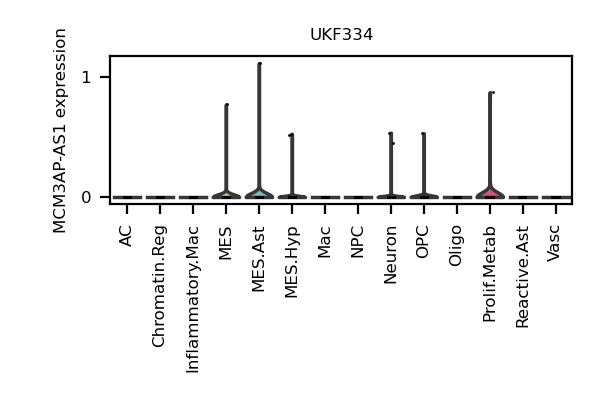 UKF334
MCM3AP-AS1 expression
1
0
AC
Chromatin.Reg
Inflammatory.Mac
MES
MES.Ast
MES.Hyp
Mac
NPC
Neuron
OPC
Oligo
Prolif.Metab
Reactive.Ast
Vasc